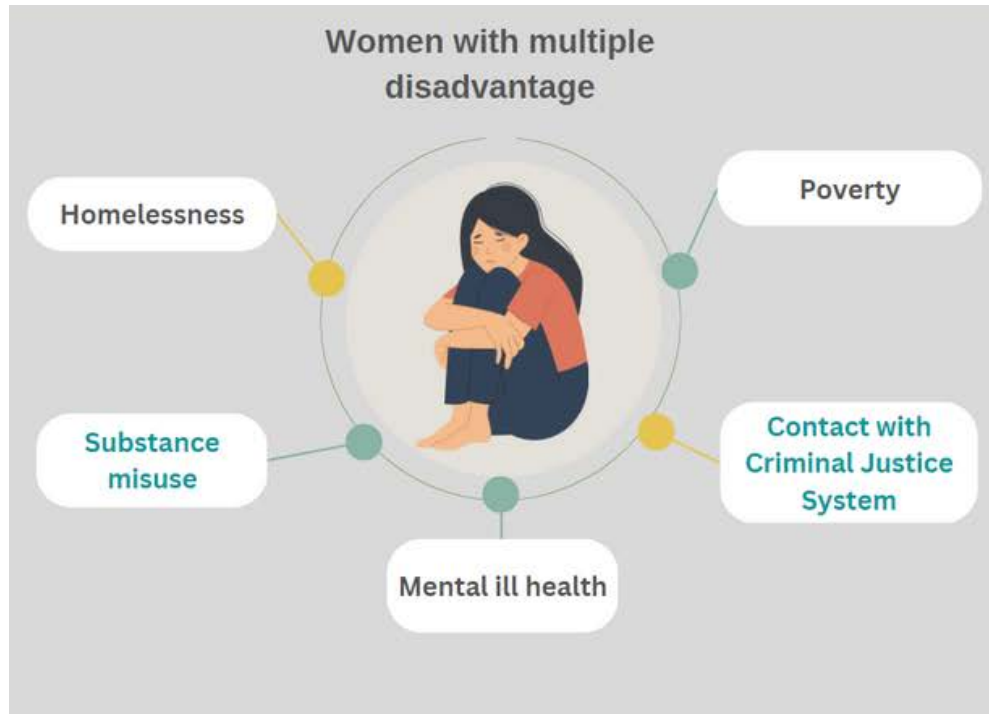 Women with multiple
disadvantage
Homelessness
Poverty
Substance
misuse
Contact with
Criminal Justice
System
Mental ill health